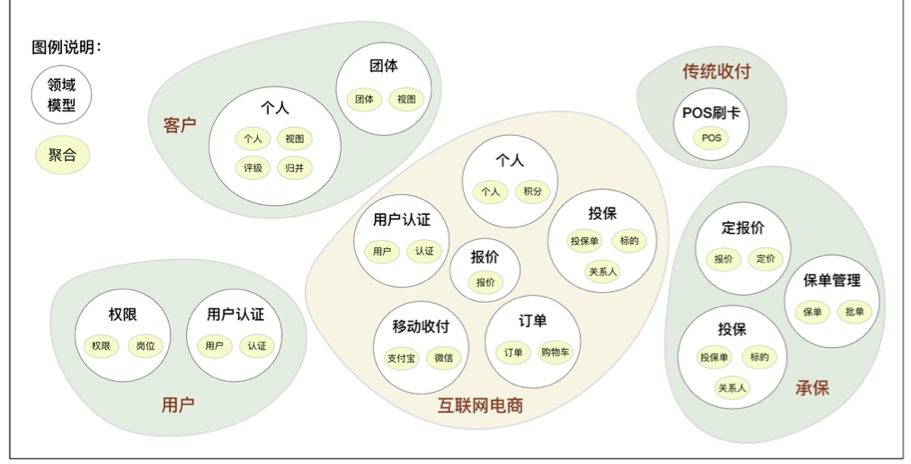 图例说明：
领域
模型
聚合
客户
个人
个人 视图
评级 归并
团体
团体 视图
传统收付
POS刷卡
POS
互联网电商
个人
个人 积分
用户认证
用户 认证
报价
报价
投保
投保单 标的
关系人
移动收付
支付宝 微信
订单
订单 购物车
用户
权限
权限 岗位
用户认证
用户 认证
承保
定报价
报价 定价
保单管理
保单 批单
投保
投保单 标的
关系人